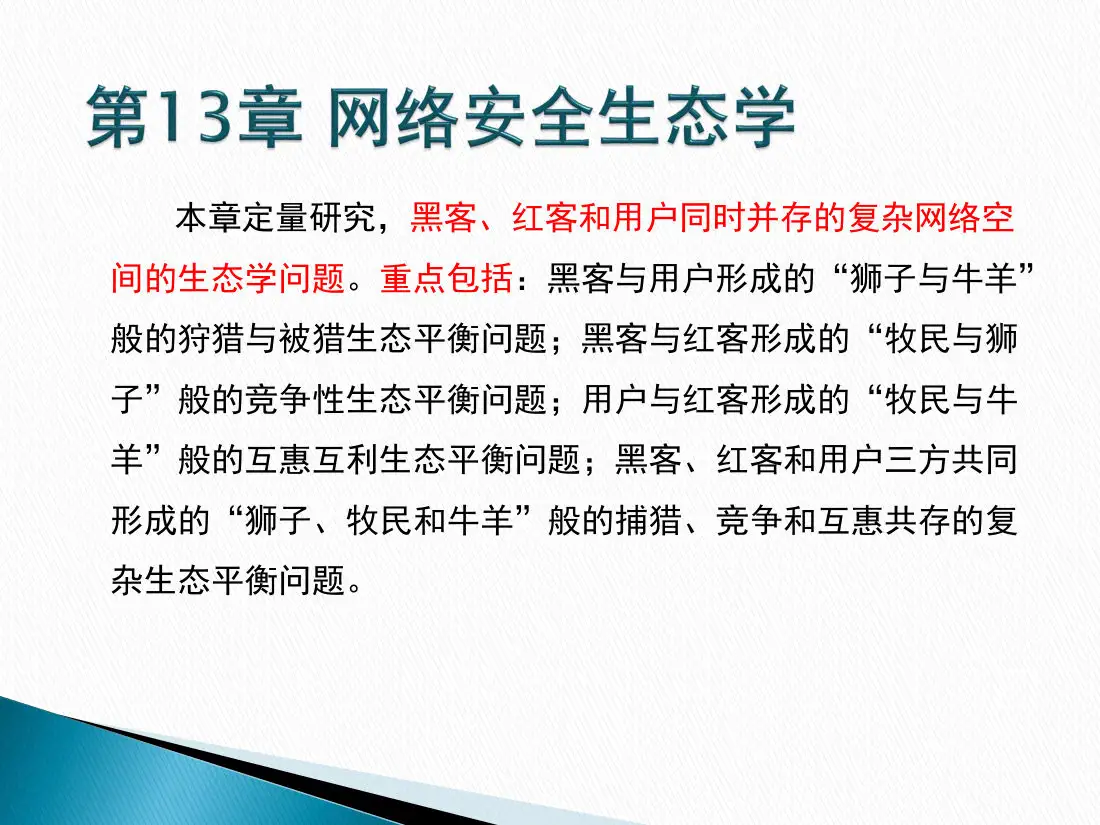 第13章 网络安全生态学
本章定量研究，黑客、红客和用户同时并存的复杂网络空
间的生态学问题。重点包括：黑客与用户形成的“狮子与牛羊”
般的狩猎与被猎生态平衡问题；黑客与红客形成的“牧民与狮
子”般的竞争性生态平衡问题；用户与红客形成的“牧民与牛
羊”般的互惠互利生态平衡问题；黑客、红客和用户三方共同
形成的“狮子、牧民和牛羊”般的捕猎、竞争和互惠共存的复
杂生态平衡问题。